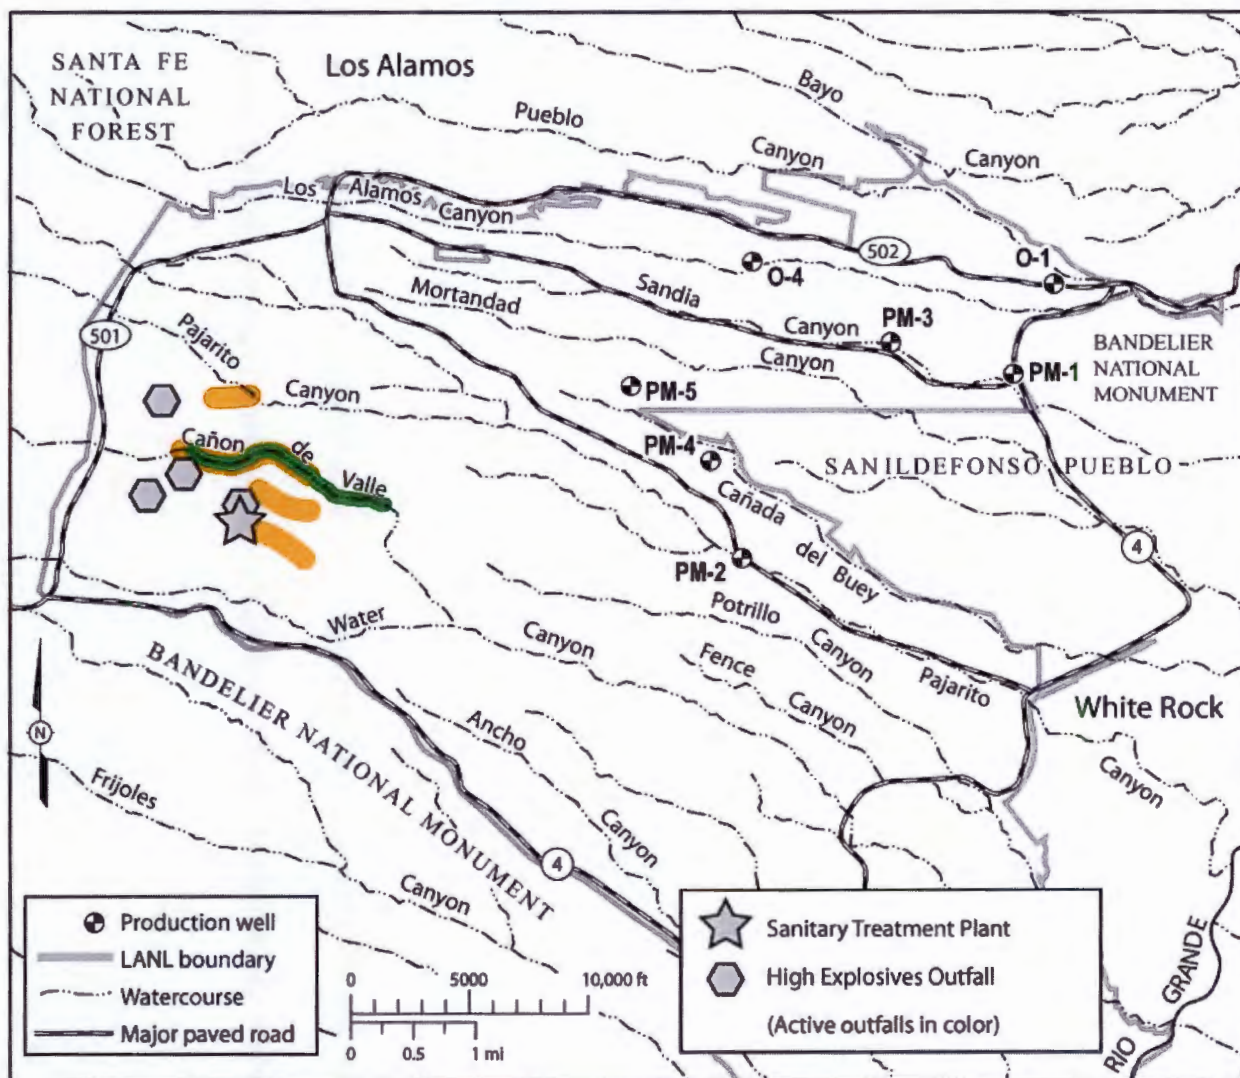 SANTA FE
NATIONAL
FOREST
Los Alamos
Bayo
Canyon
Pueblo
Canyon
Los Alamos
Canyon
502
O-1
O-4
Sandia
Canyon
Mortandad
Canyon
PM-3
PM-1
BANDELIER
NATIONAL
MONUMENT
501
Pajarito
Canyon
PM-5
PM-4
SANILDEFONSO PUEBLO
Cañon de Valle
Cañada
del Buey
4
PM-2
Water
Canyon
Potrillo
Canyon
Fence
Canyon
Pajarito
White Rock
Canyon
BANDELIER NATIONAL MONUMENT
Ancho
Canyon
N
Frijoles
Canyon
4
RIO GRANDE
Production well
LANL boundary
Watercourse
Major paved road
0 5000 10,000 ft
0 0.5 1 mi
Sanitary Treatment Plant
High Explosives Outfall
(Active outfalls in color)